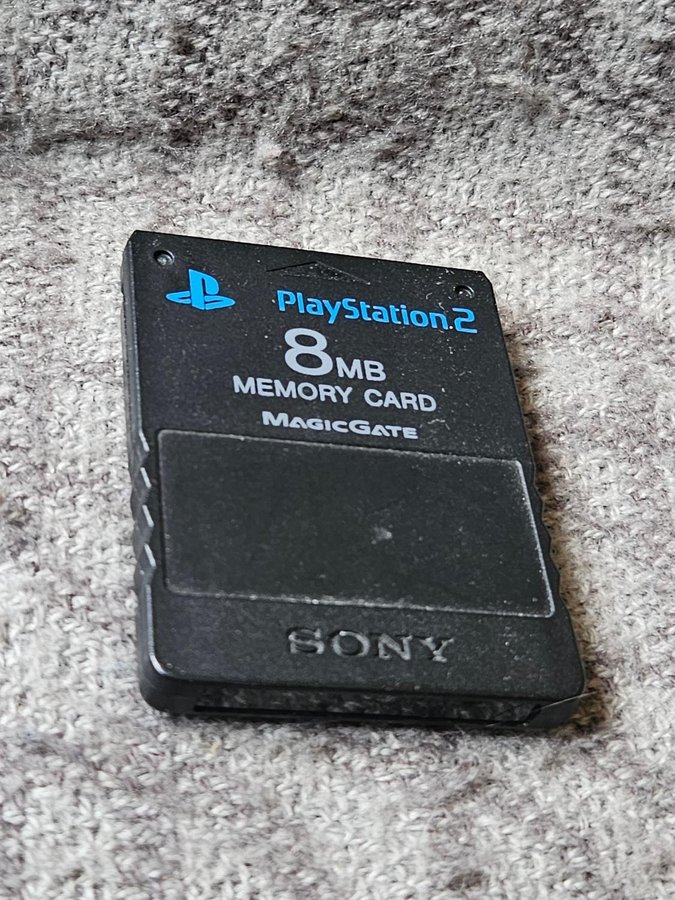 PlayStation.2
8MB
MEMORY CARD
MAGICGATE
SONY